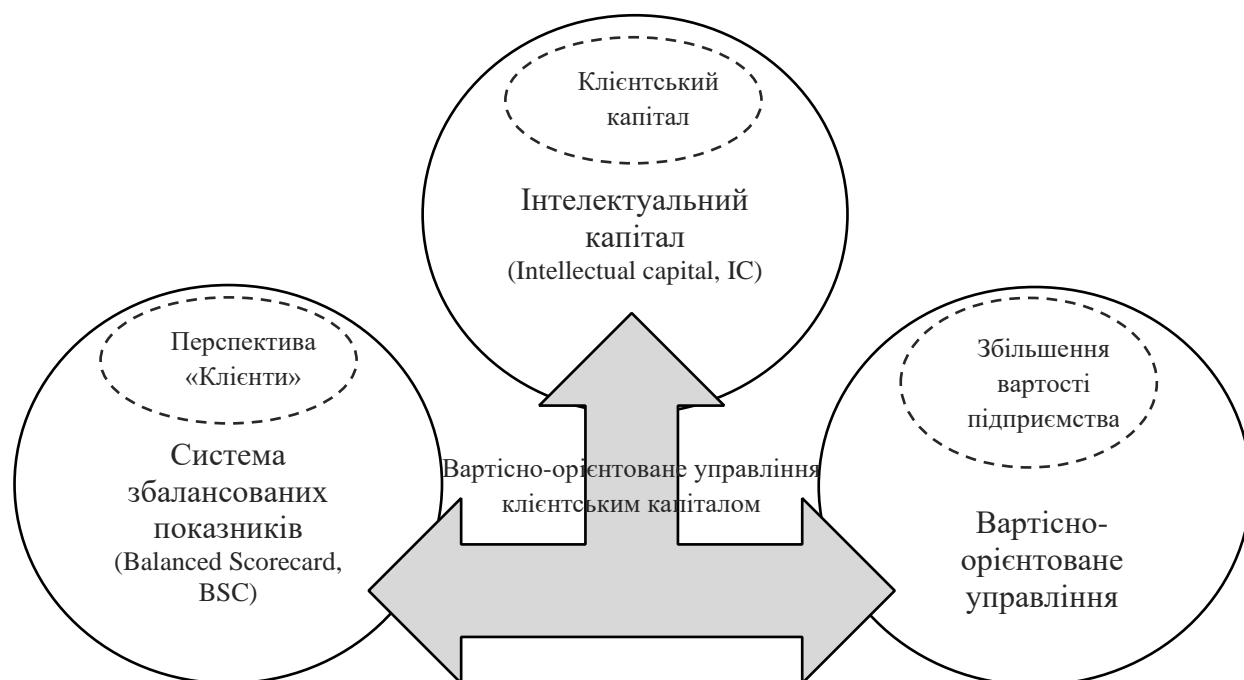 Клієнтський
капітал
Інтелектуальний
капітал
(Intellectual capital, IC)
Перспектива
«Клієнти»
Система
збалансованих
показників
(Balanced Scorecard,
BSC)
Вартісно-орієнтоване управління
клієнтським капіталом
Збільшення
вартості
підприємства
Вартісно-
орієнтоване
управління